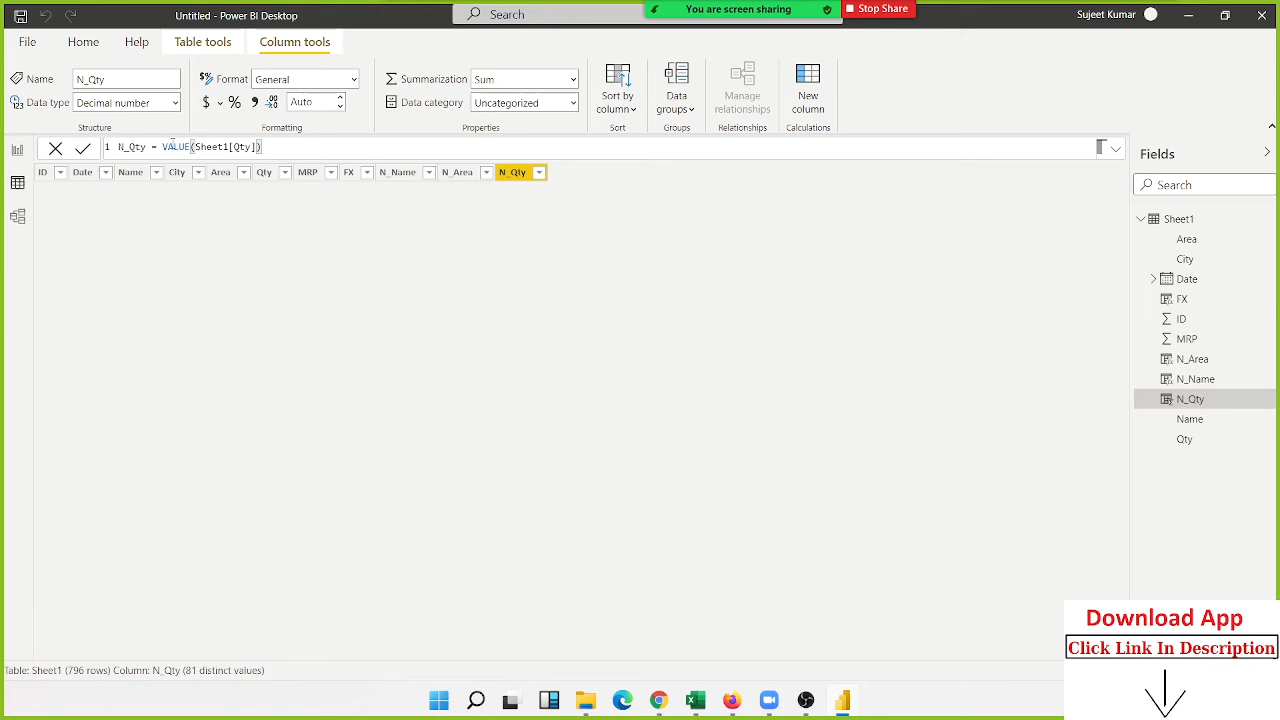 Untitled - Power BI Desktop
Search
You are screen sharing
Stop Share
Sujeet Kumar
File
Home
Help
Table tools
Column tools
Name
N_Qty
Format
General
Summarization
Sum
Sort by
column
Data
groups
Manage
relationships
New
column
Data type
Decimal number
$
%
Auto
Data category
Uncategorized
Structure
Formatting
Properties
Sort
Groups
Relationships
Calculations
1 N_Qty = VALUE(Sheet1[Qty])
Fields
ID
Date
Name
City
Area
Qty
MRP
FX
N_Name
N_Area
N_Qty
Search
Sheet1
Area
City
Date
FX
ID
MRP
N_Area
N_Name
N_Qty
Name
Qty
Download App
Click Link In Description
Table: Sheet1 (796 rows) Column: N_Qty (81 distinct values)